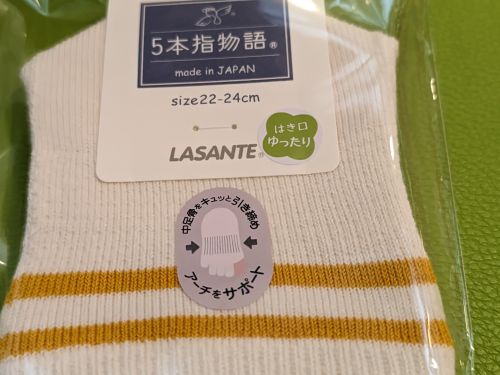 5本指物語®
made in JAPAN
size22-24cm
LASANTE®
はき口
ゆったり
中足骨をキュッと引き締め
アーチをサポート